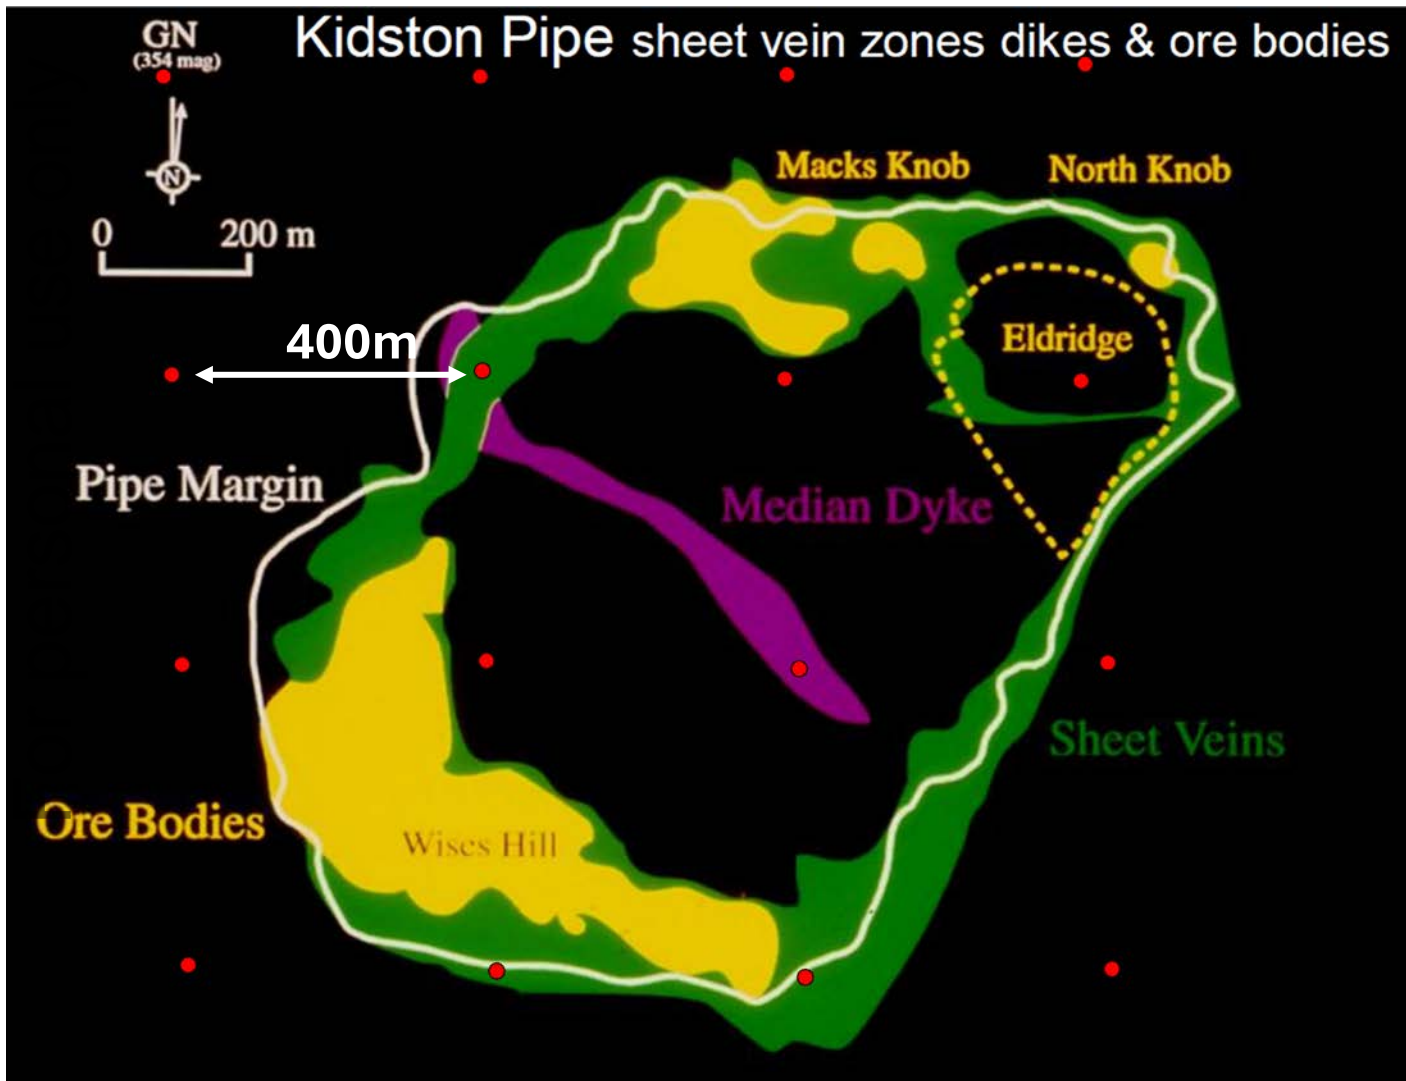 Kidston Pipe sheet vein zones dikes & ore bodies
GN
(354 mag)
N
0 200 m
Macks Knob
North Knob
400m
Eldridge
Pipe Margin
Median Dyke
Sheet Veins
Ore Bodies
Wises Hill